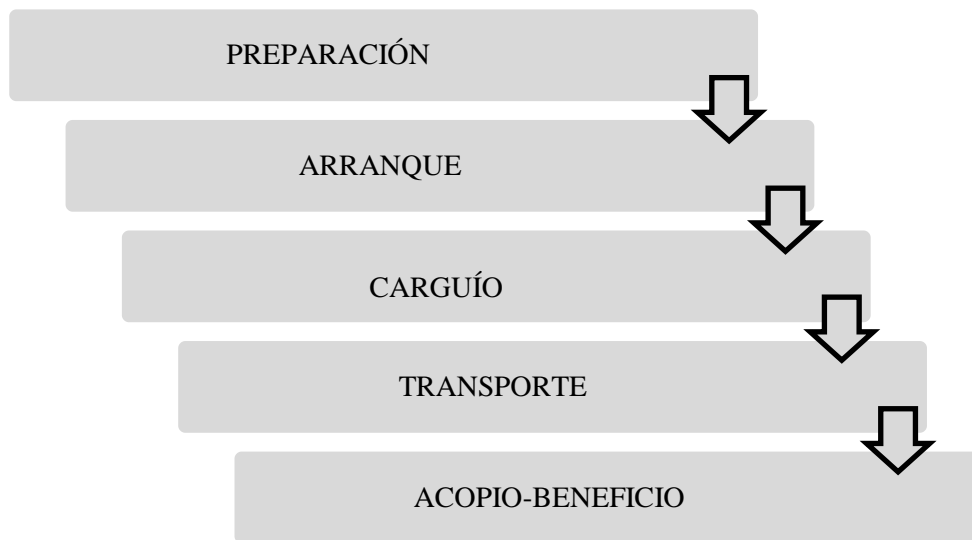 PREPARACIÓN
ARRANQUE
CARGUÍO
TRANSPORTE
ACOPIO-BENEFICIO